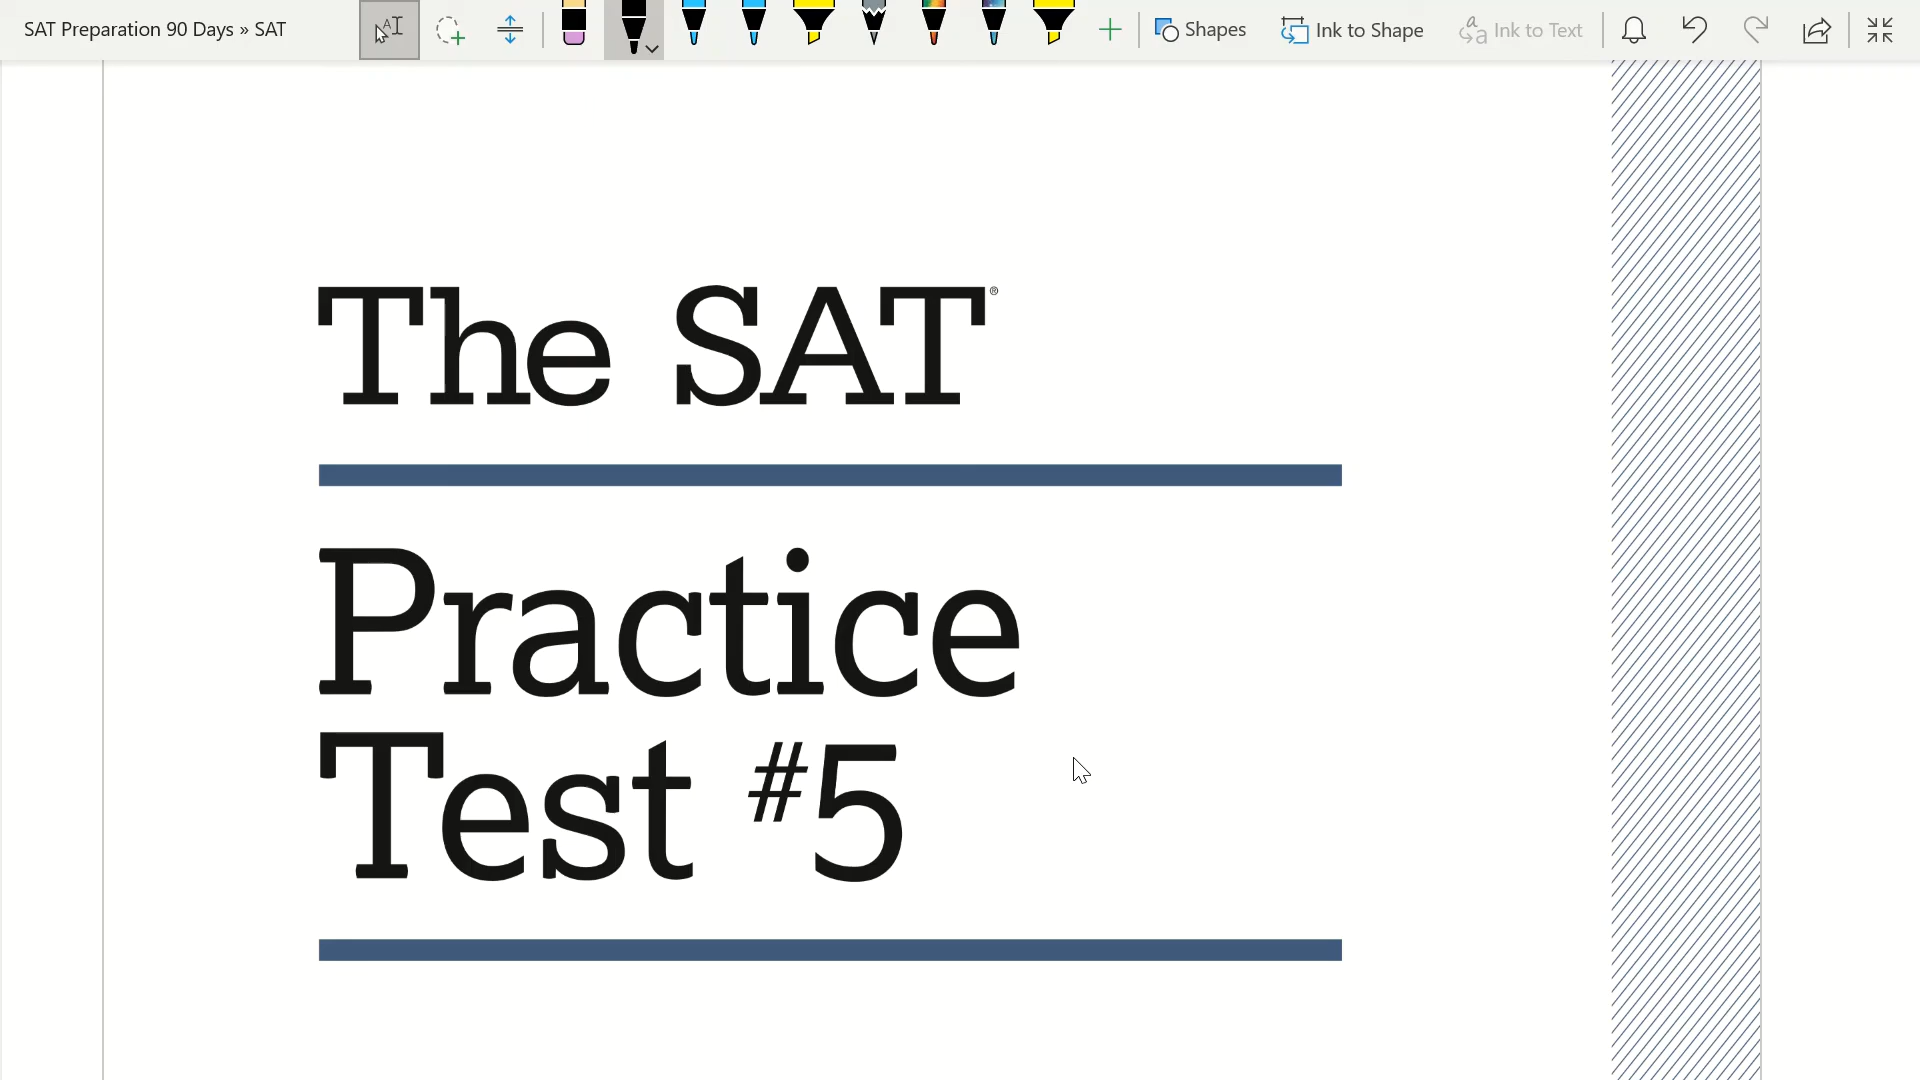 SAT Preparation 90 Days » SAT
Shapes
Ink to Shape
Ink to Text
The SAT®
Practice
Test #5